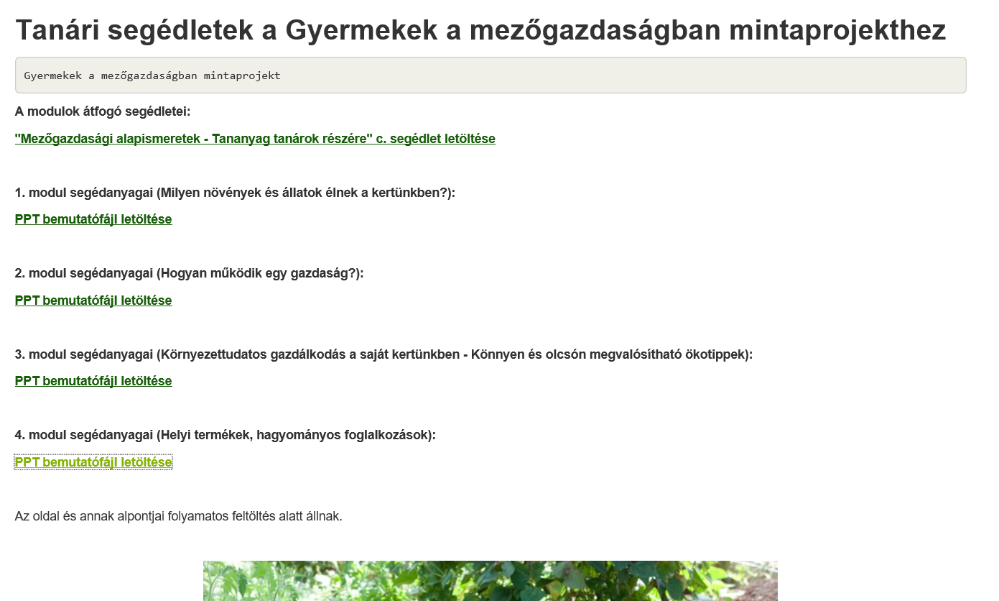 Tanári segédletek a Gyermekek a mezőgazdaságban mintaprojekthez
Gyermekek a mezőgazdaságban mintaprojekt
A modulok átfogó segédletei:
"Mezőgazdasági alapismeretek - Tananyag tanárok részére" c. segédlet letöltése
1. modul segédanyagai (Milyen növények és állatok élnek a kertünkben?):
PPT bemutatófájl letöltése
2. modul segédanyagai (Hogyan működik egy gazdaság?):
PPT bemutatófájl letöltése
3. modul segédanyagai (Környezettudatos gazdálkodás a saját kertünkben - Könnyen és olcsón megvalósítható ökotippek):
PPT bemutatófájl letöltése
4. modul segédanyagai (Helyi termékek, hagyományos foglalkozások):
PPT bemutatófájl letöltése
Az oldal és annak alpontjai folyamatos feltöltés alatt állnak.